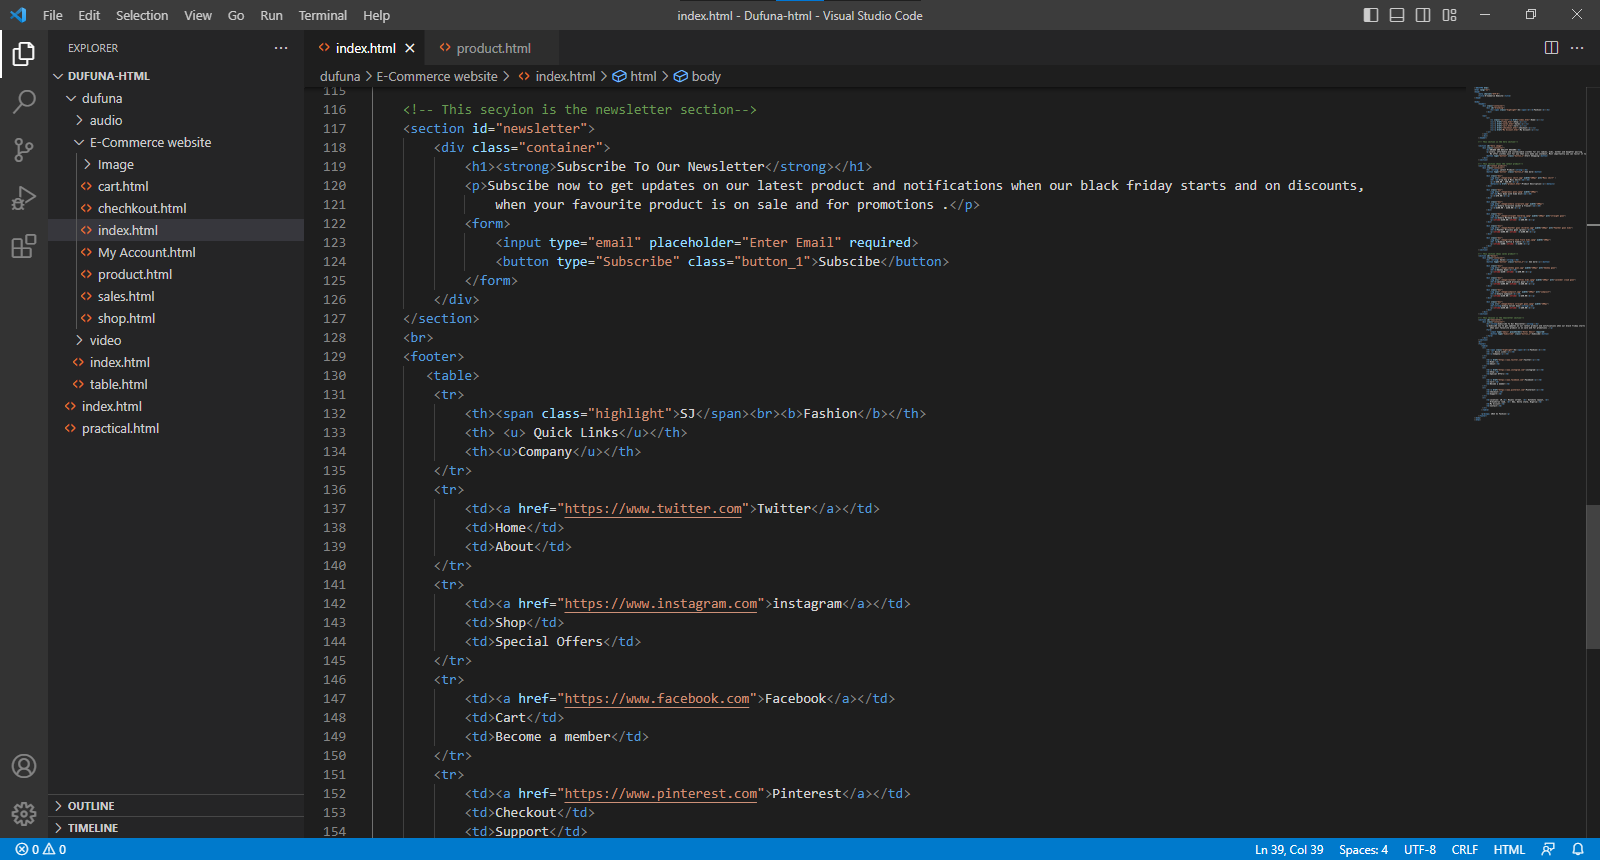 File Edit Selection View Go Run Terminal Help
index.html - Dufuna-html - Visual Studio Code
EXPLORER
index.html
product.html
DUFUNA-HTML
dufuna > E-Commerce website > index.html > html > body
dufuna
audio
E-Commerce website
Image
cart.html
chechkout.html
index.html
My Account.html
product.html
sales.html
shop.html
video
index.html
table.html
index.html
practical.html
OUTLINE
TIMELINE
115
116 <!-- This secyion is the newsletter section-->
117 <section id="newsletter">
118 <div class="container">
119 <h1><strong>Subscribe To Our Newsletter</strong></h1>
120 <p>Subscibe now to get updates on our latest product and notifications when our black friday starts and on discounts,
121 when your favourite product is on sale and for promotions .</p>
122 <form>
123 <input type="email" placeholder="Enter Email" required>
124 <button type="Subscribe" class="button_1">Subscibe</button>
125 </form>
126 </div>
127 </section>
128 <br>
129 <footer>
130 <table>
131 <tr>
132 <th><span class="highlight">SJ</span><br><b>Fashion</b></th>
133 <th> <u> Quick Links</u></th>
134 <th><u>Company</u></th>
135 </tr>
136 <tr>
137 <td><a href="https://www.twitter.com">Twitter</a></td>
138 <td>Home</td>
139 <td>About</td>
140 </tr>
141 <tr>
142 <td><a href="https://www.instagram.com">instagram</a></td>
143 <td>Shop</td>
144 <td>Special Offers</td>
145 </tr>
146 <tr>
147 <td><a href="https://www.facebook.com">Facebook</a></td>
148 <td>Cart</td>
149 <td>Become a member</td>
150 </tr>
151 <tr>
152 <td><a href="https://www.pinterest.com">Pinterest</a></td>
153 <td>Checkout</td>
154 <td>Support</td>
0 0
Ln 39, Col 39 Spaces: 4 UTF-8 CRLF HTML